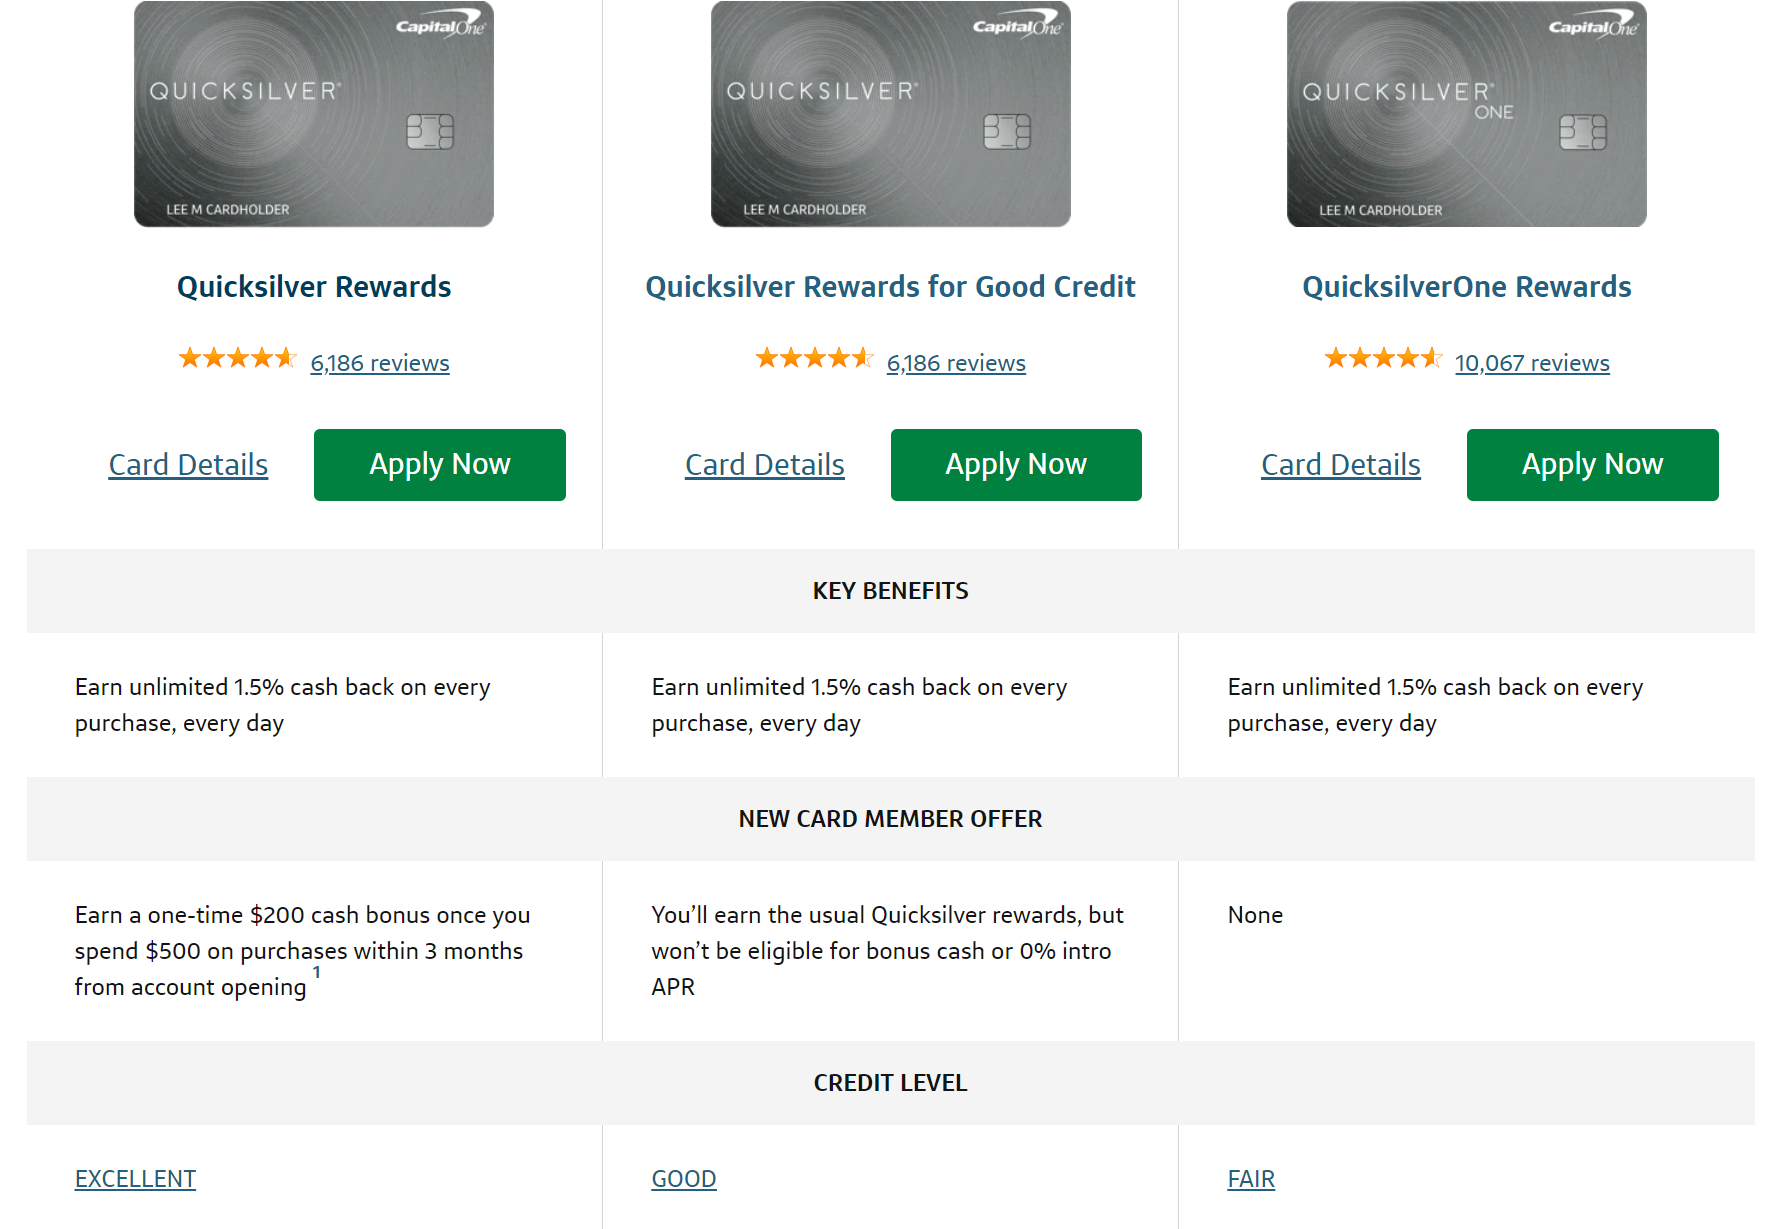 CapitalOne®
QUICKSILVER®
LEE M CARDHOLDER
CapitalOne®
QUICKSILVER®
LEE M CARDHOLDER
CapitalOne®
QUICKSILVER®
ONE
LEE M CARDHOLDER
Quicksilver Rewards
Quicksilver Rewards for Good Credit
QuicksilverOne Rewards
6,186 reviews
6,186 reviews
10,067 reviews
Card Details
Apply Now
Card Details
Apply Now
Card Details
Apply Now
KEY BENEFITS
Earn unlimited 1.5% cash back on every
purchase, every day
Earn unlimited 1.5% cash back on every
purchase, every day
Earn unlimited 1.5% cash back on every
purchase, every day
NEW CARD MEMBER OFFER
Earn a one-time $200 cash bonus once you
spend $500 on purchases within 3 months
from account opening 1
You’ll earn the usual Quicksilver rewards, but
won’t be eligible for bonus cash or 0% intro
APR
None
CREDIT LEVEL
EXCELLENT
GOOD
FAIR